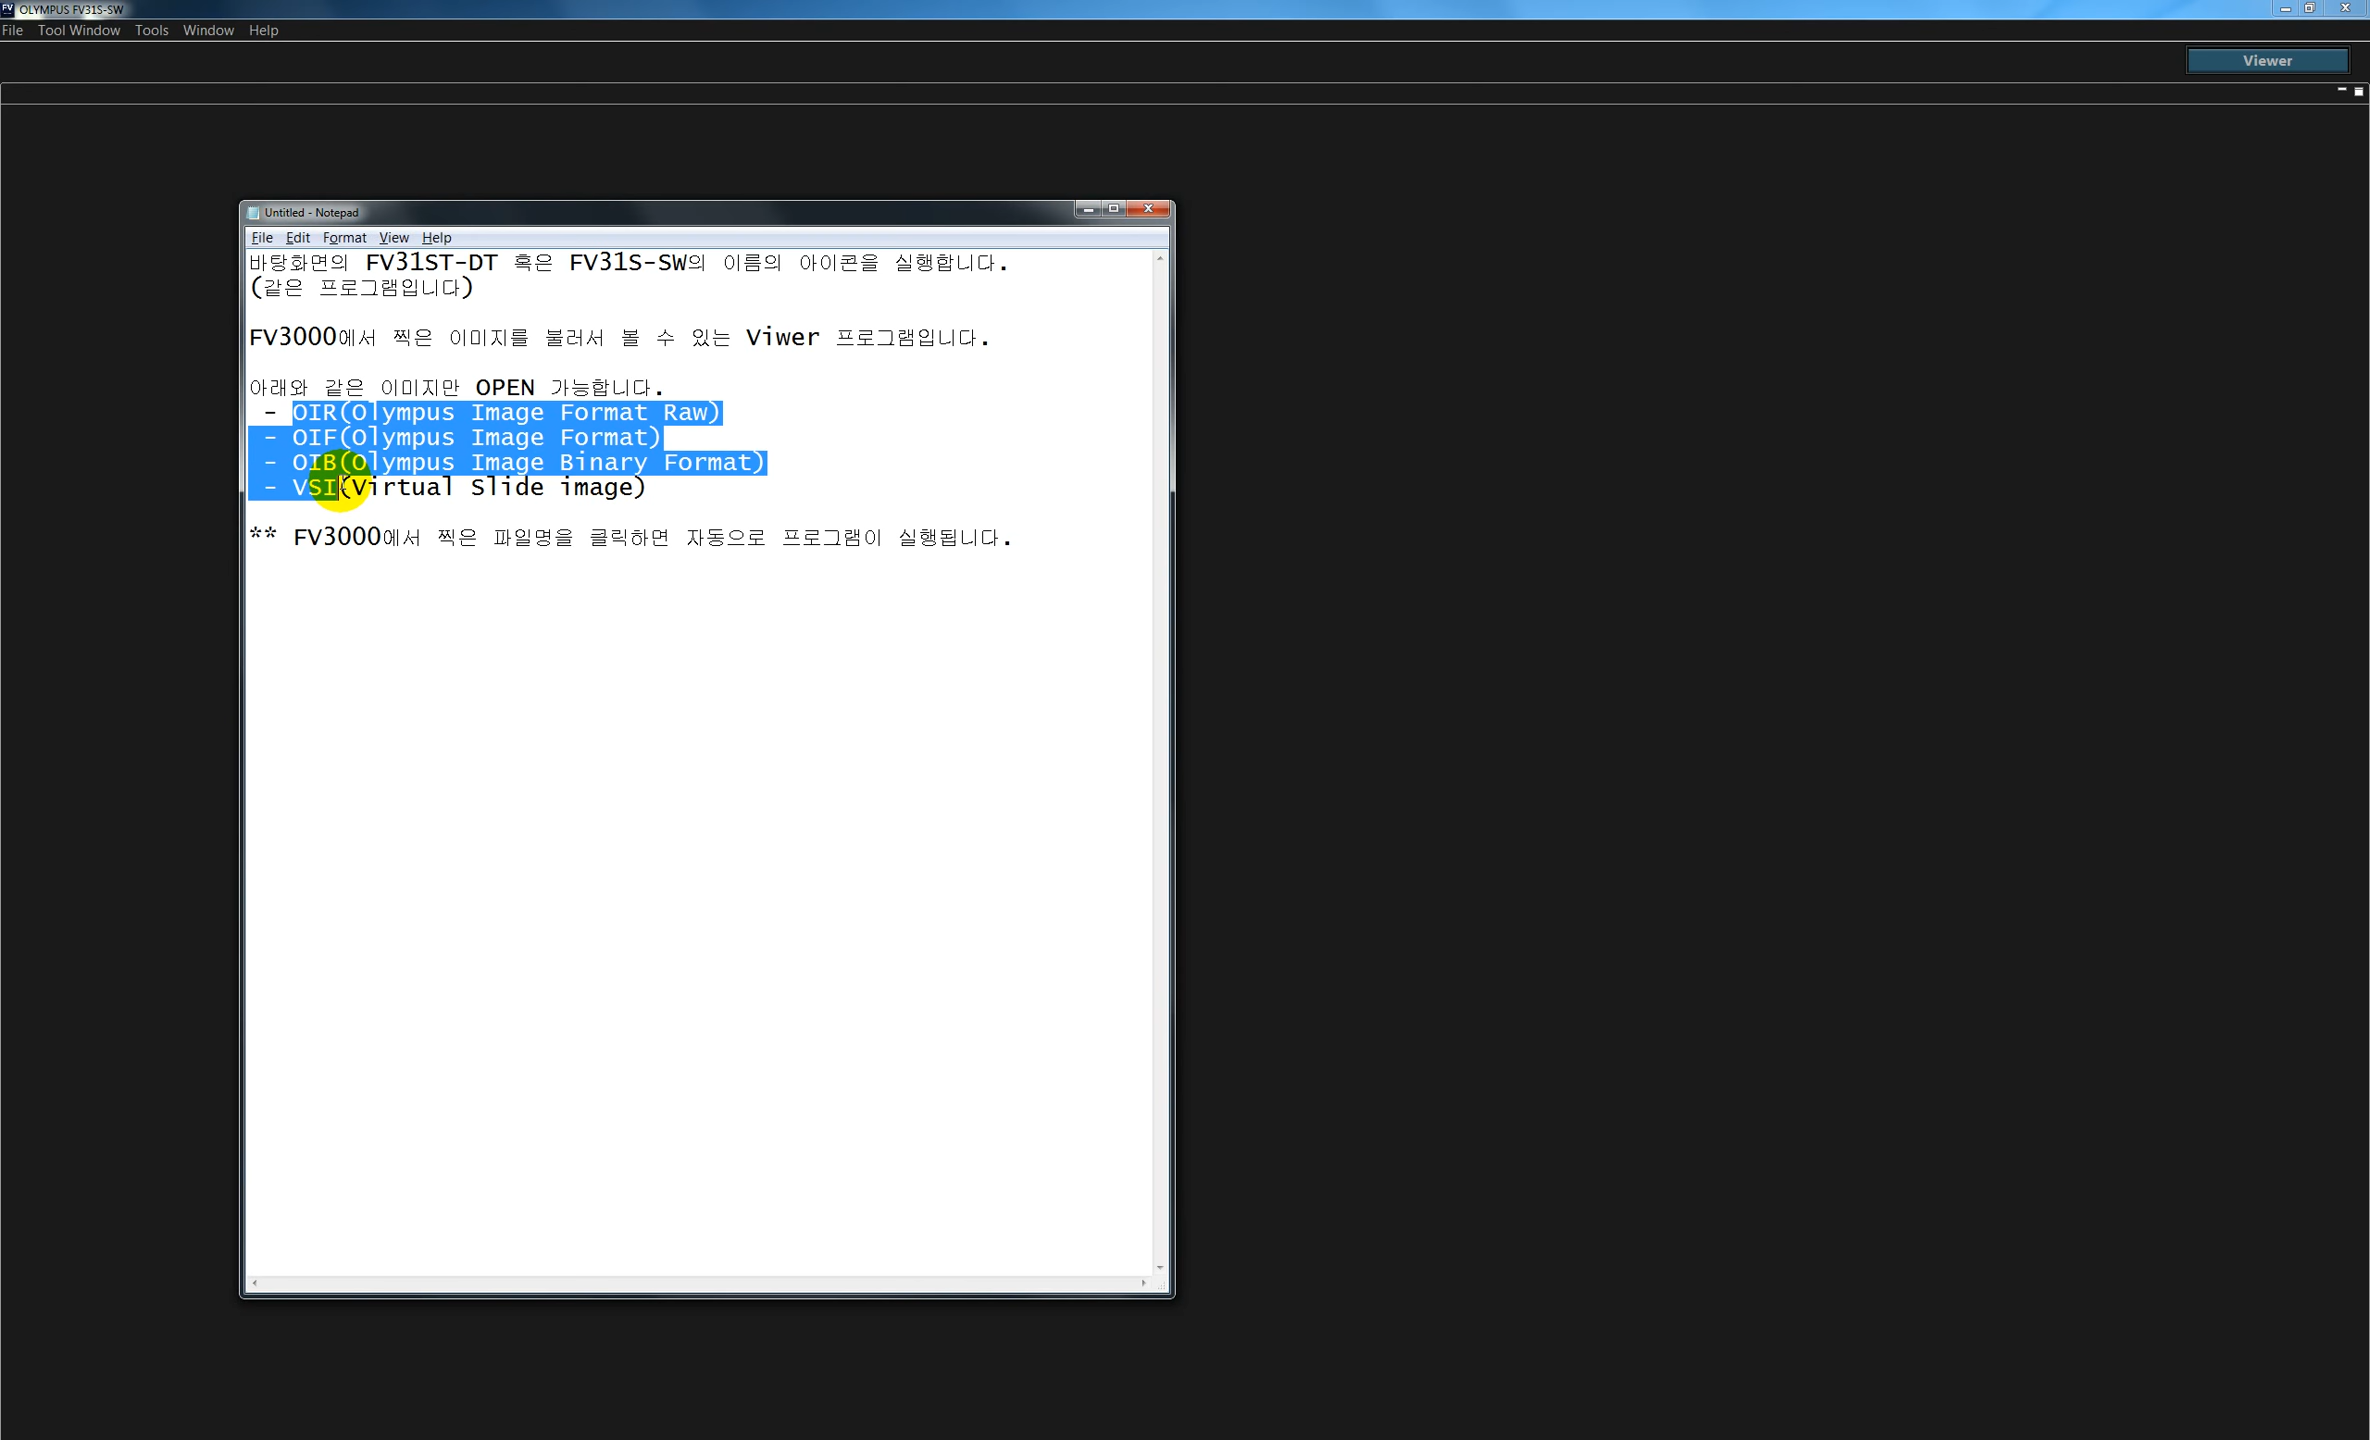 OLYMPUS FV31S-SW
File Tool Window Tools Window Help
Viewer
Untitled - Notepad
File Edit Format View Help
바탕화면의 FV31ST-DT 혹은 FV31S-SW의 이름의 아이콘을 실행합니다.
(같은 프로그램입니다)
FV3000에서 찍은 이미지를 불러서 볼 수 있는 Viwer 프로그램입니다.
아래와 같은 이미지만 OPEN 가능합니다.
- OIR(Olympus Image Format Raw)
- OIF(Olympus Image Format)
- OIB(Olympus Image Binary Format)
- VSI(Virtual Slide image)
** FV3000에서 찍은 파일명을 클릭하면 자동으로 프로그램이 실행됩니다.